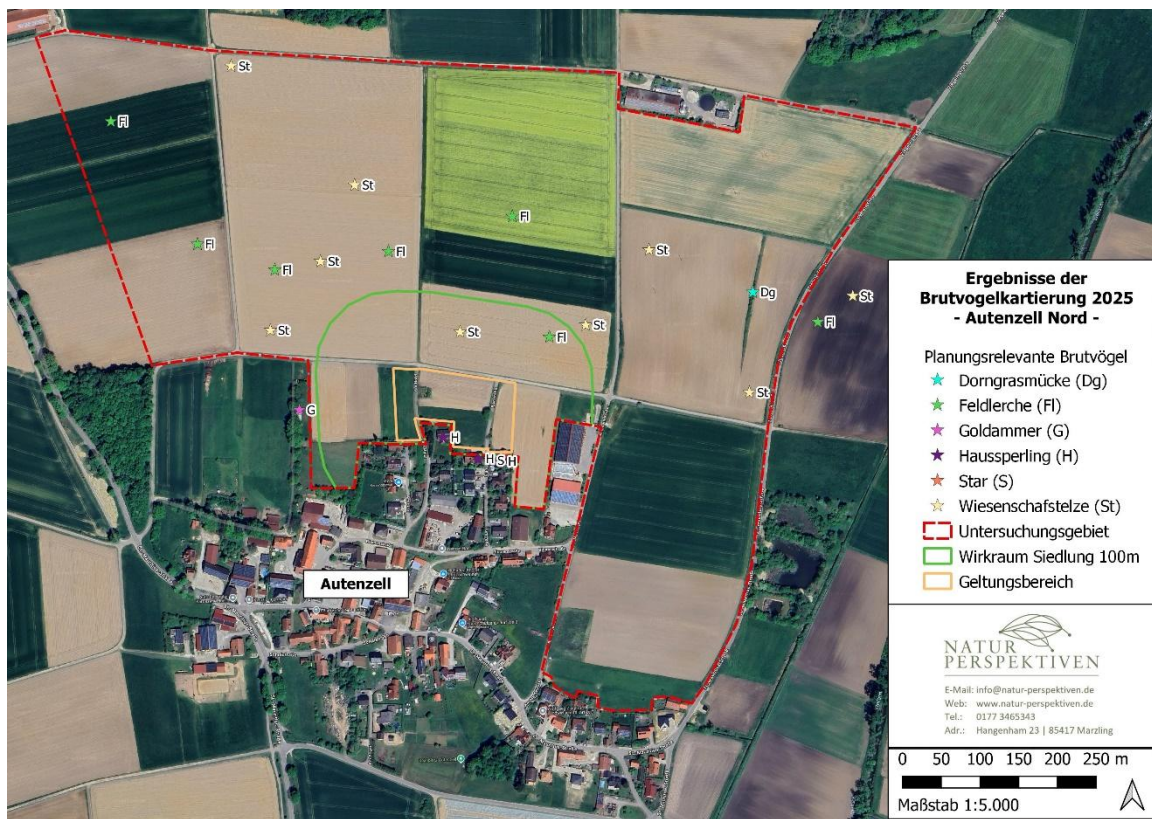 St
Fl
St
Fl
Fl
St
Fl
St
Fl
Dg
St
Fl
St
St
St
Fl
St
G
H
H S H
Autenzell
Ergebnisse der
Brutvogelkartierung 2025
- Autenzell Nord -
Planungsrelevante Brutvögel
Dorngrasmücke (Dg)
Feldlerche (Fl)
Goldammer (G)
Haussperling (H)
Star (S)
Wiesenschafstelze (St)
Untersuchungsgebiet
Wirkraum Siedlung 100m
Geltungsbereich
NATUR
PERSPEKTIVEN
E-Mail: info@natur-perspektiven.de
Web: www.natur-perspektiven.de
Tel.: 0177 3465343
Adr.: Hangenham 23 | 85417 Marzling
0 50 100 150 200 250 m
Maßstab 1:5.000